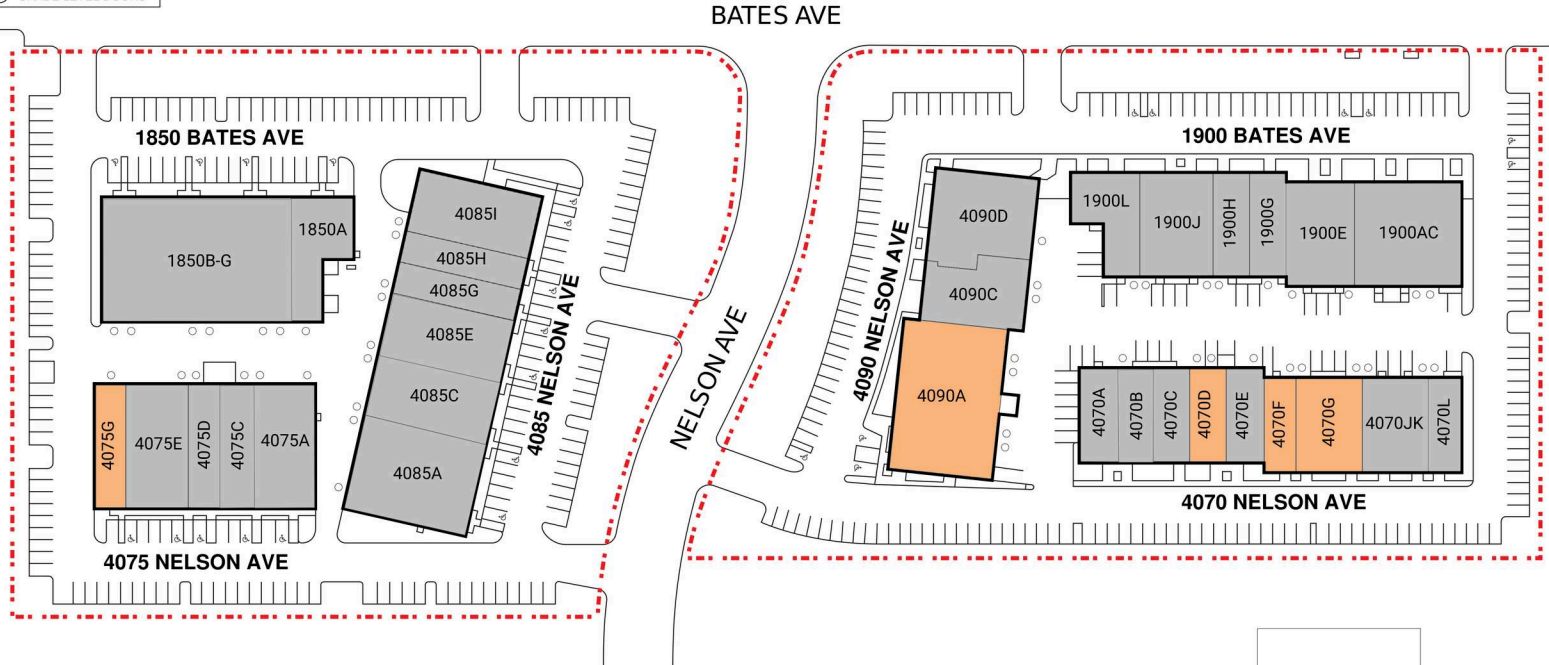 BATES AVE
1850 BATES AVE
1850B-G
1850A
4085I
4085H
4085G
4085E
4085C
4085A
4085 NELSON AVE
4075G
4075E
4075D
4075C
4075A
4075 NELSON AVE
NELSON AVE
4090 NELSON AVE
4090D
4090C
4090A
1900 BATES AVE
1900L
1900J
1900H
1900G
1900E
1900AC
4070A
4070B
4070C
4070D
4070E
4070F
4070G
4070JK
4070L
4070 NELSON AVE